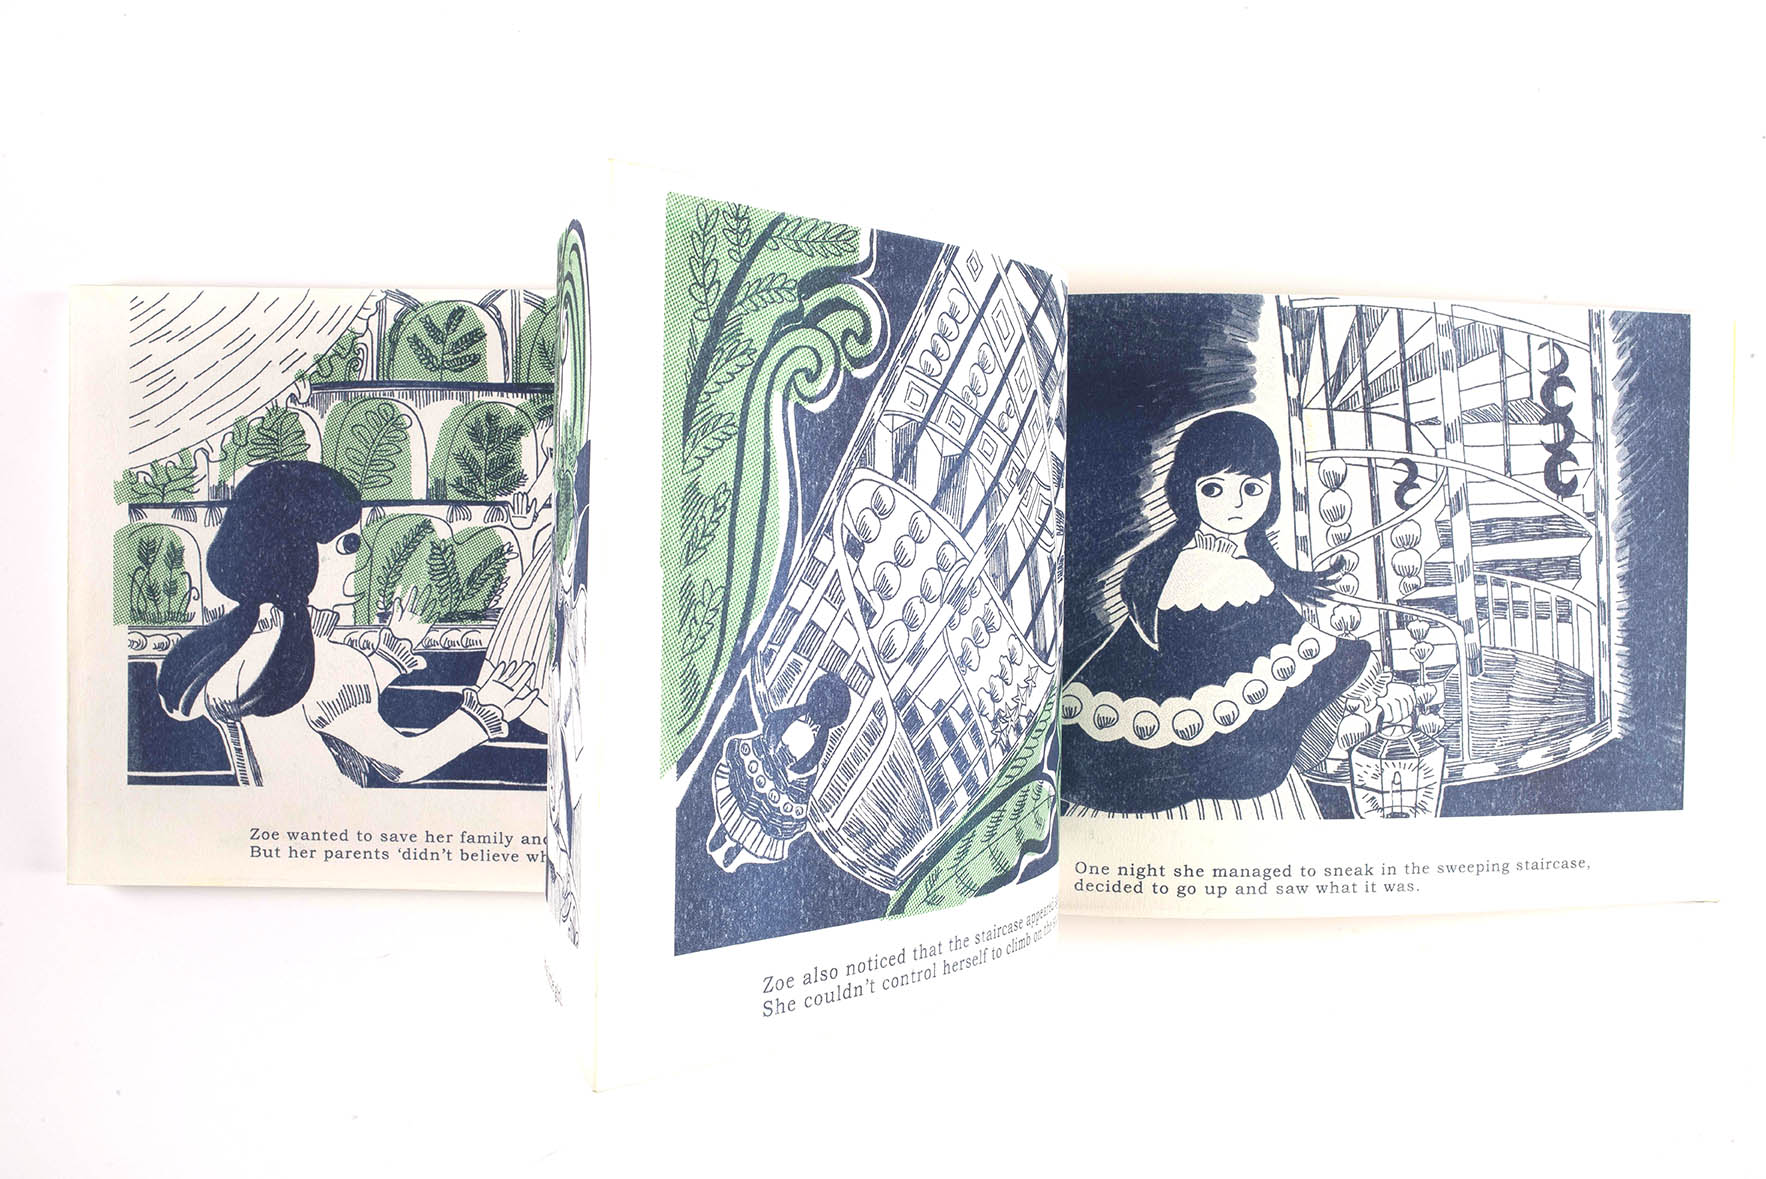 Zoe wanted to save her family and
But her parents ‘didn’t believe wh
Zoe also noticed that the staircase appeared
She couldn’t control herself to climb on the
One night she managed to sneak in the sweeping staircase,
decided to go up and saw what it was.